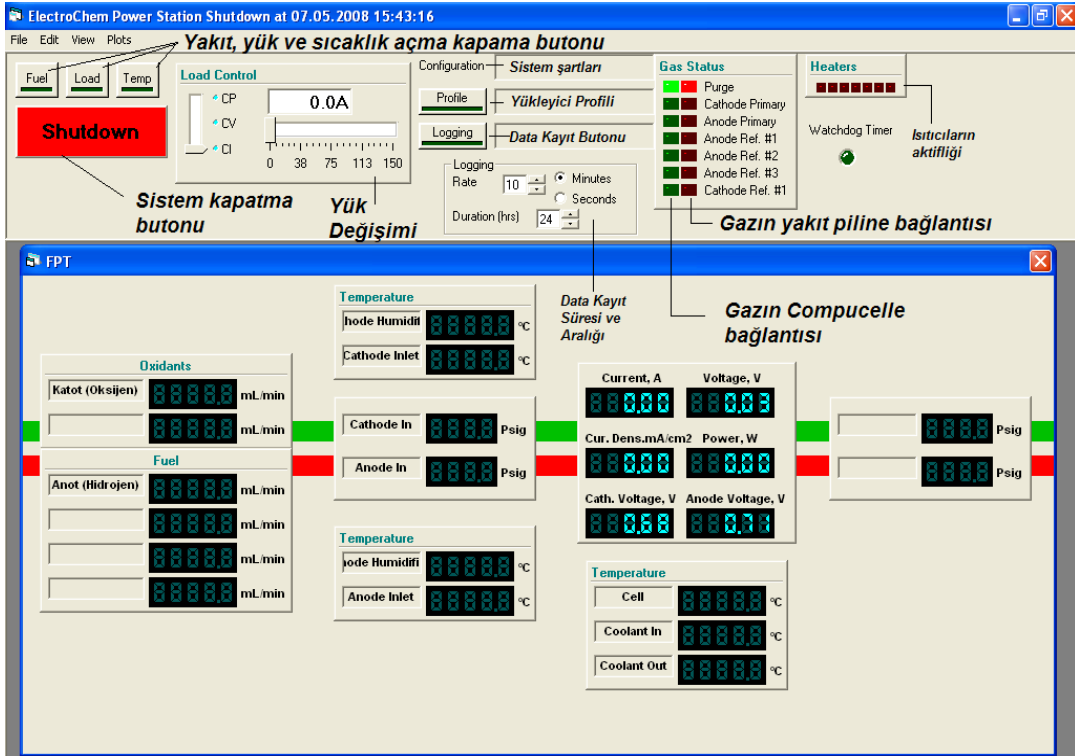 ElectroChem Power Station Shutdown at 07.05.2008 15:43:16
File Edit View Plots
Yakıt, yük ve sıcaklık açma kapama butonu
Fuel Load Temp
Shutdown
Sistem kapatma
butonu
Load Control
CP
CV
CI
0.0A
0 38 75 113 150
Yük
Değişimi
Configuration
Sistem şartları
Profile
Yükleyici Profili
Logging
Data Kayıt Butonu
Logging
Rate 10 Minutes
Seconds
Duration (hrs) 24
Data Kayıt
Süresi ve
Aralığı
Gas Status
Purge
Cathode Primary
Anode Primary
Anode Ref. #1
Anode Ref. #2
Anode Ref. #3
Cathode Ref. #1
Gazın yakıt piline bağlantısı
Gazın Compucelle
bağlantısı
Heaters
Watchdog Timer
Isıtıcıların
aktifliği
FPT
Oxidants
Katot (Oksijen) mL/min
mL/min
Fuel
Anot (Hidrojen) mL/min
mL/min
mL/min
mL/min
Temperature
hode Humidif °C
Cathode Inlet °C
Cathode In Psig
Anode In Psig
Temperature
ode Humidifi °C
Anode Inlet °C
Current, A Voltage, V
0.00 0.03
Cur. Dens.mA/cm2 Power, W
0.00 0.00
Cath. Voltage, V Anode Voltage, V
0.68 0.71
Temperature
Cell °C
Coolant In °C
Coolant Out °C
Psig
Psig